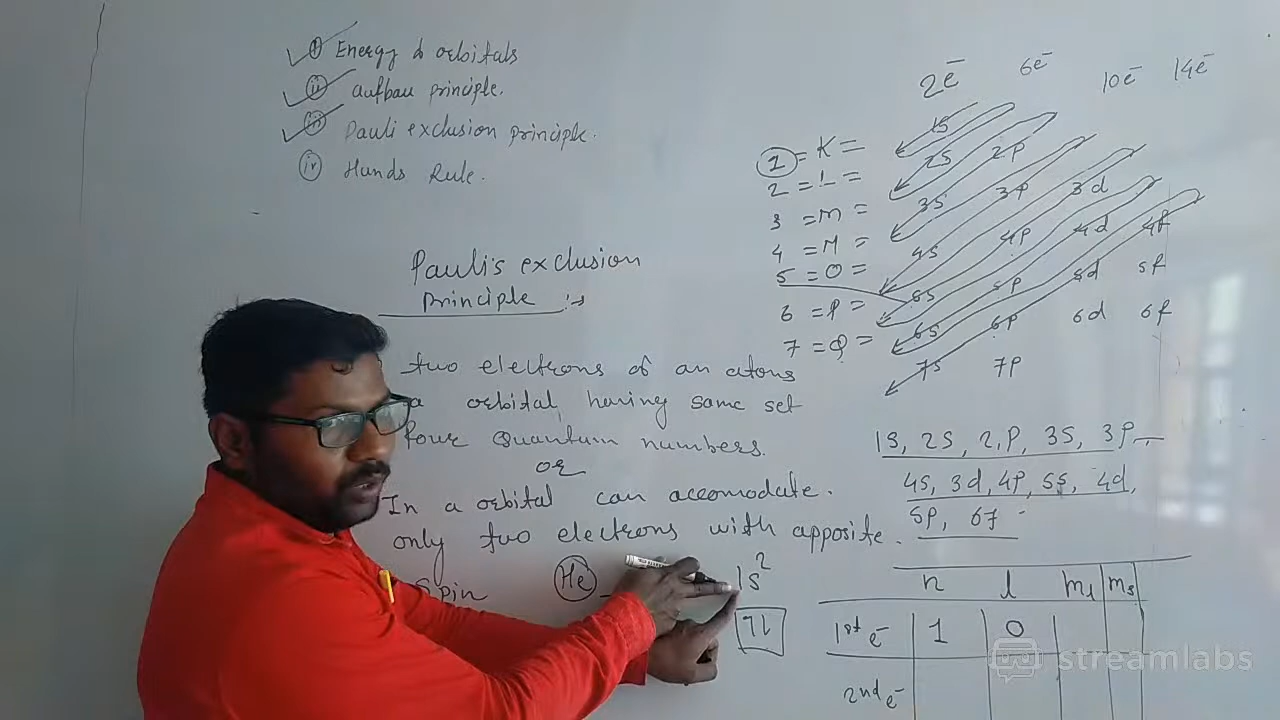 (i) Energy & orbitals
(ii) aufbau principle.
(iii) Pauli exclusion principle.
(iv) Hunds Rule.
2e⁻ 6e⁻ 10e⁻ 14e⁻
1 = K = 1s
2 = L = 2s 2p
3 = M = 3s 3p 3d
4 = N = 4s 4p 4d 4f
5 = O = 5s 5p 5d 5f
6 = P = 6s 6p 6d 6f
7 = Q = 7s 7p
Pauli's exclusion
principle :→
two electrons of an atoms
a orbital, having same set
four Quantum numbers.
or
In a orbital can accomodate.
only two electrons with apposite.
Spin
He 1s²
1l
1s, 2s, 2,p, 3s, 3p,
4s, 3d, 4p, 5s, 4d,
5p, 6f
n l ml ms
1st e⁻ 1 0
2nd e⁻
streamlabs